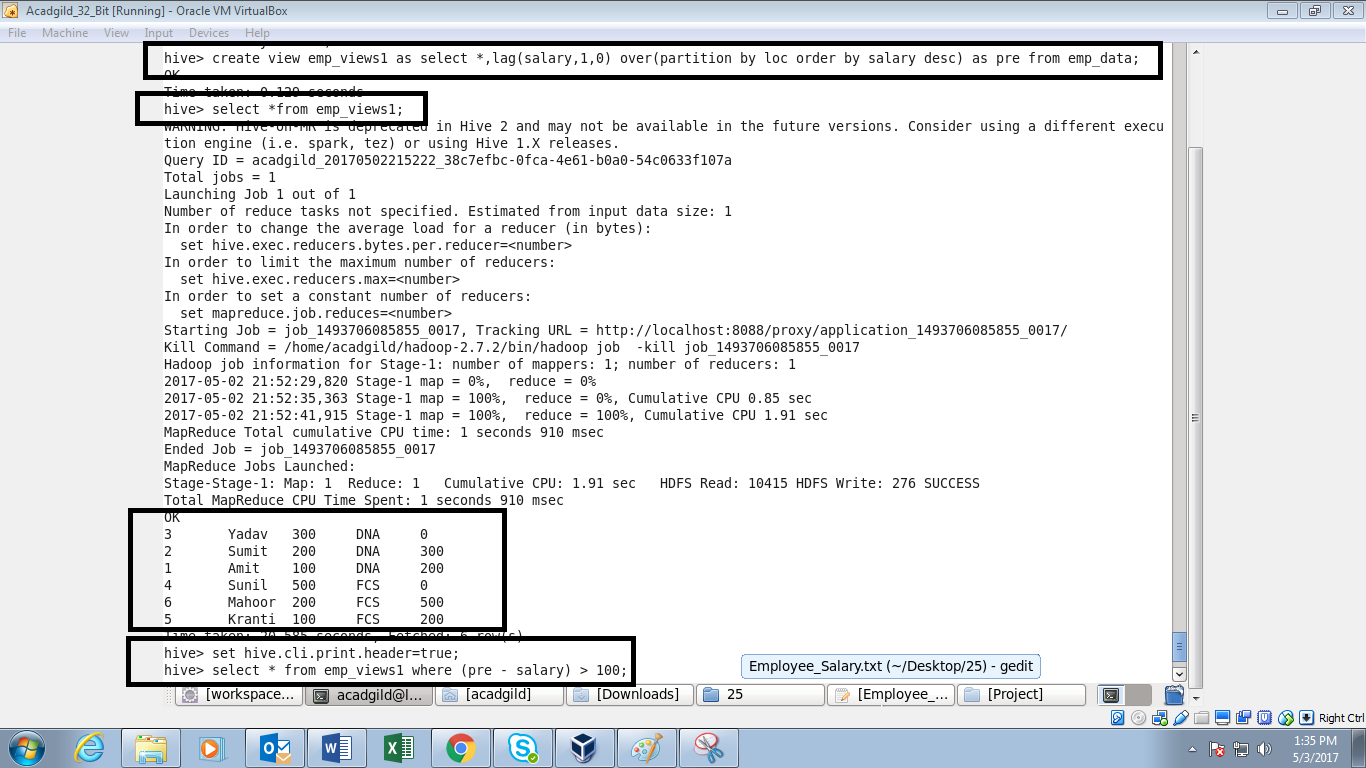 Acadgild_32_Bit [Running] - Oracle VM VirtualBox
File Machine View Input Devices Help
hive> create view emp_views1 as select *,lag(salary,1,0) over(partition by loc order by salary desc) as pre from emp_data;
OK
Time taken: 0.129 seconds
hive> select *from emp_views1;
WARNING: Hive-on-MR is deprecated in Hive 2 and may not be available in the future versions. Consider using a different execu
tion engine (i.e. spark, tez) or using Hive 1.X releases.
Query ID = acadgild_20170502215222_38c7efbc-0fca-4e61-b0a0-54c0633f107a
Total jobs = 1
Launching Job 1 out of 1
Number of reduce tasks not specified. Estimated from input data size: 1
In order to change the average load for a reducer (in bytes):
  set hive.exec.reducers.bytes.per.reducer=<number>
In order to limit the maximum number of reducers:
  set hive.exec.reducers.max=<number>
In order to set a constant number of reducers:
  set mapreduce.job.reduces=<number>
Starting Job = job_1493706085855_0017, Tracking URL = http://localhost:8088/proxy/application_1493706085855_0017/
Kill Command = /home/acadgild/hadoop-2.7.2/bin/hadoop job  -kill job_1493706085855_0017
Hadoop job information for Stage-1: number of mappers: 1; number of reducers: 1
2017-05-02 21:52:29,820 Stage-1 map = 0%,  reduce = 0%
2017-05-02 21:52:35,363 Stage-1 map = 100%,  reduce = 0%, Cumulative CPU 0.85 sec
2017-05-02 21:52:41,915 Stage-1 map = 100%,  reduce = 100%, Cumulative CPU 1.91 sec
MapReduce Total cumulative CPU time: 1 seconds 910 msec
Ended Job = job_1493706085855_0017
MapReduce Jobs Launched:
Stage-Stage-1: Map: 1  Reduce: 1   Cumulative CPU: 1.91 sec   HDFS Read: 10415 HDFS Write: 276 SUCCESS
Total MapReduce CPU Time Spent: 1 seconds 910 msec
OK
3 Yadav 300 DNA 0
2 Sumit 200 DNA 300
1 Amit 100 DNA 200
4 Sunil 500 FCS 0
6 Mahoor 200 FCS 500
5 Kranti 100 FCS 200
Time taken: 20.585 seconds, Fetched: 6 row(s)
hive> set hive.cli.print.header=true;
hive> select * from emp_views1 where (pre - salary) > 100;
Employee_Salary.txt (~/Desktop/25) - gedit
[workspace... acadgild@l... [acadgild] [Downloads] 25 [Employee_... [Project]
Right Ctrl
1:35 PM
5/3/2017